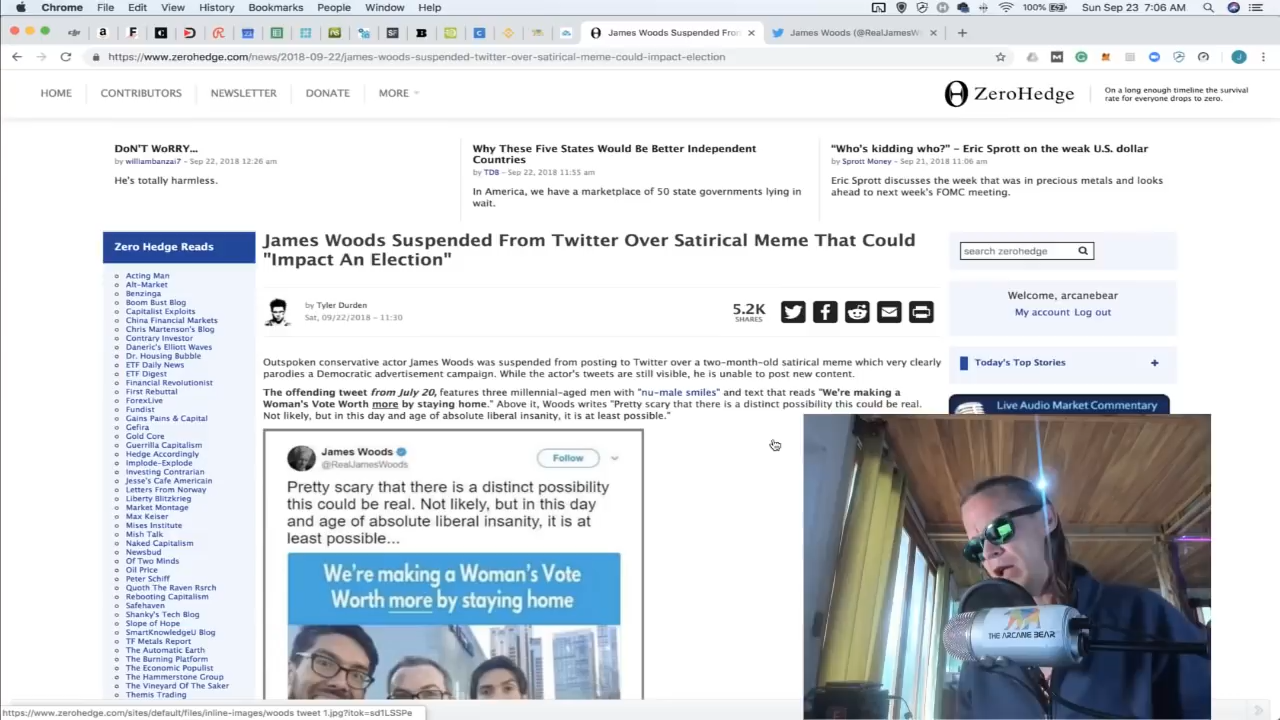 Chrome File Edit View History Bookmarks People Window Help
100% Sun Sep 23 7:06 AM
James Woods Suspended From
James Woods (@RealJamesW
https://www.zerohedge.com/news/2018-09-22/james-woods-suspended-twitter-over-satirical-meme-could-impact-election
HOME CONTRIBUTORS NEWSLETTER DONATE MORE
ZeroHedge
On a long enough timeline the survival
rate for everyone drops to zero.
DoN'T WoRRY...
by williambanzai7 - Sep 22, 2018 12:26 am
He's totally harmless.
Why These Five States Would Be Better Independent
Countries
by TDB - Sep 22, 2018 11:55 am
In America, we have a marketplace of 50 state governments lying in
wait.
"Who's kidding who?" – Eric Sprott on the weak U.S. dollar
by Sprott Money - Sep 21, 2018 11:06 am
Eric Sprott discusses the week that was in precious metals and looks
ahead to next week's FOMC meeting.
Zero Hedge Reads
Acting Man
Alt-Market
Benzinga
Boom Bust Blog
Capitalist Exploits
China Financial Markets
Chris Martenson's Blog
Contrary Investor
Daneric's Elliott Waves
Dr. Housing Bubble
ETF Daily News
ETF Digest
Financial Revolutionist
First Rebuttal
ForexLive
Fundist
Gains Pains & Capital
Gefira
Gold Core
Guerrilla Capitalism
Hedge Accordingly
Implode-Explode
Investing Contrarian
Jesse's Cafe Americain
Letters From Norway
Liberty Blitzkrieg
Market Montage
Max Keiser
Mises Institute
Mish Talk
Naked Capitalism
Newsbud
Of Two Minds
Oil Price
Peter Schiff
Quoth The Raven Rsrch
Rebooting Capitalism
Safehaven
Shanky's Tech Blog
Slope of Hope
SmartKnowledgeU Blog
TF Metals Report
The Automatic Earth
The Burning Platform
The Economic Populist
The Hammerstone Group
The Vineyard Of The Saker
Themis Trading
James Woods Suspended From Twitter Over Satirical Meme That Could
"Impact An Election"
by Tyler Durden
Sat, 09/22/2018 - 11:30
5.2K
SHARES
Outspoken conservative actor James Woods was suspended from posting to Twitter over a two-month-old satirical meme which very clearly
parodies a Democratic advertisement campaign. While the actor's tweets are still visible, he is unable to post new content.
The offending tweet from July 20, features three millennial-aged men with "nu-male smiles" and text that reads "We're making a
Woman's Vote Worth more by staying home." Above it, Woods writes "Pretty scary that there is a distinct possibility this could be real.
Not likely, but in this day and age of absolute liberal insanity, it is at least possible."
James Woods
@RealJamesWoods
Follow
Pretty scary that there is a distinct possibility
this could be real. Not likely, but in this day
and age of absolute liberal insanity, it is at
least possible...
We're making a Woman's Vote
Worth more by staying home
search zerohedge
Welcome, arcanebear
My account Log out
Today's Top Stories +
Live Audio Market Commentary
THE ARCANE BEAR
https://www.zerohedge.com/sites/default/files/inline-images/woods tweet 1.jpg?itok=sd1LSSPe